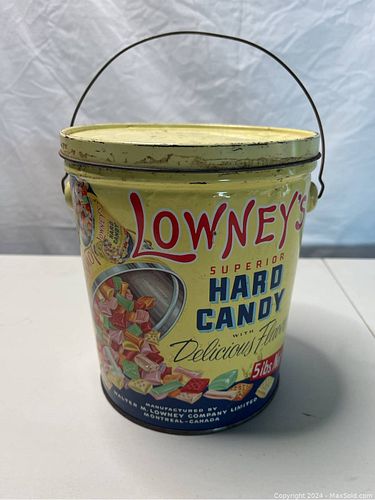 LOWNEY'S
SUPERIOR
HARD
CANDY
WITH
Delicious
5 lbs.
MANUFACTURED BY
WALTER M. LOWNEY COMPANY LIMITED
MONTREAL-CANADA
Copyright 2024 - MaxSold.com